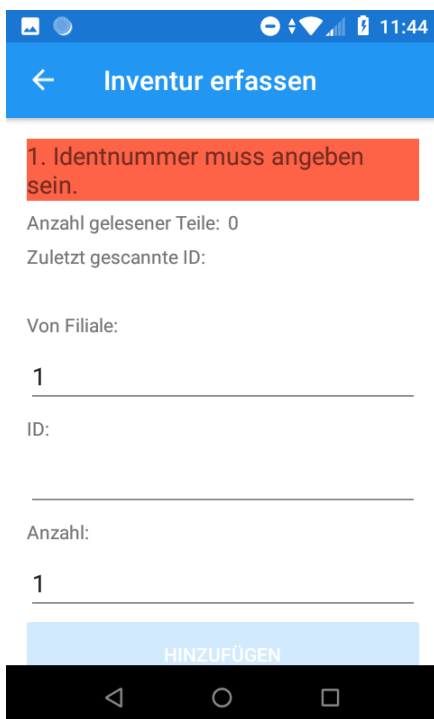 11:44
Inventur erfassen
1. Identnummer muss angeben
sein.
Anzahl gelesener Teile: 0
Zuletzt gescannte ID:
Von Filiale:
1
ID:
Anzahl:
1
HINZUFÜGEN